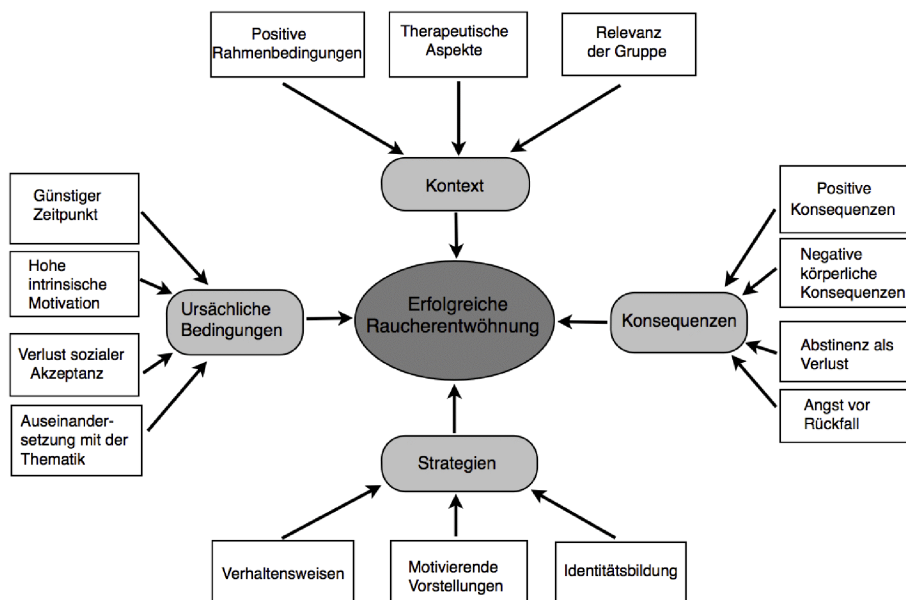 Positive
Rahmenbedingungen
Therapeutische
Aspekte
Relevanz
der Gruppe
Kontext
Günstiger
Zeitpunkt
Hohe
intrinsische
Motivation
Verlust sozialer
Akzeptanz
Auseinander-
setzung mit der
Thematik
Ursächliche
Bedingungen
Erfolgreiche
Raucherentwöhnung
Konsequenzen
Positive
Konsequenzen
Negative
körperliche
Konsequenzen
Abstinenz als
Verlust
Angst vor
Rückfall
Strategien
Verhaltensweisen
Motivierende
Vorstellungen
Identitätsbildung